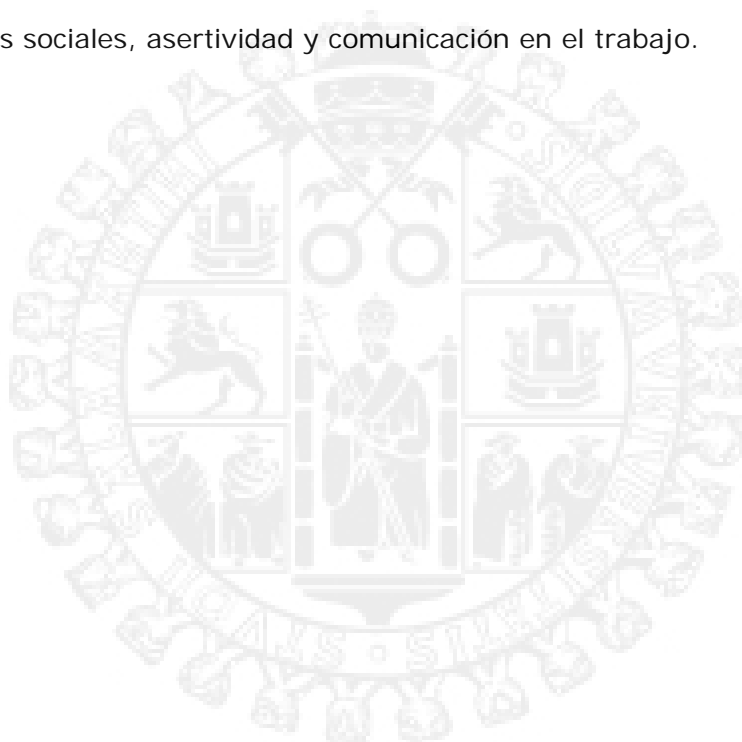 s sociales, asertividad y comunicación en el trabajo.